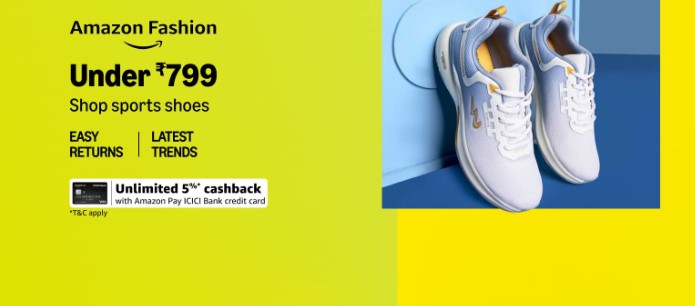 Amazon Fashion
Under ₹799
Shop sports shoes
EASY
RETURNS
LATEST
TRENDS
Unlimited 5%* cashback
with Amazon Pay ICICI Bank credit card
*T&C apply